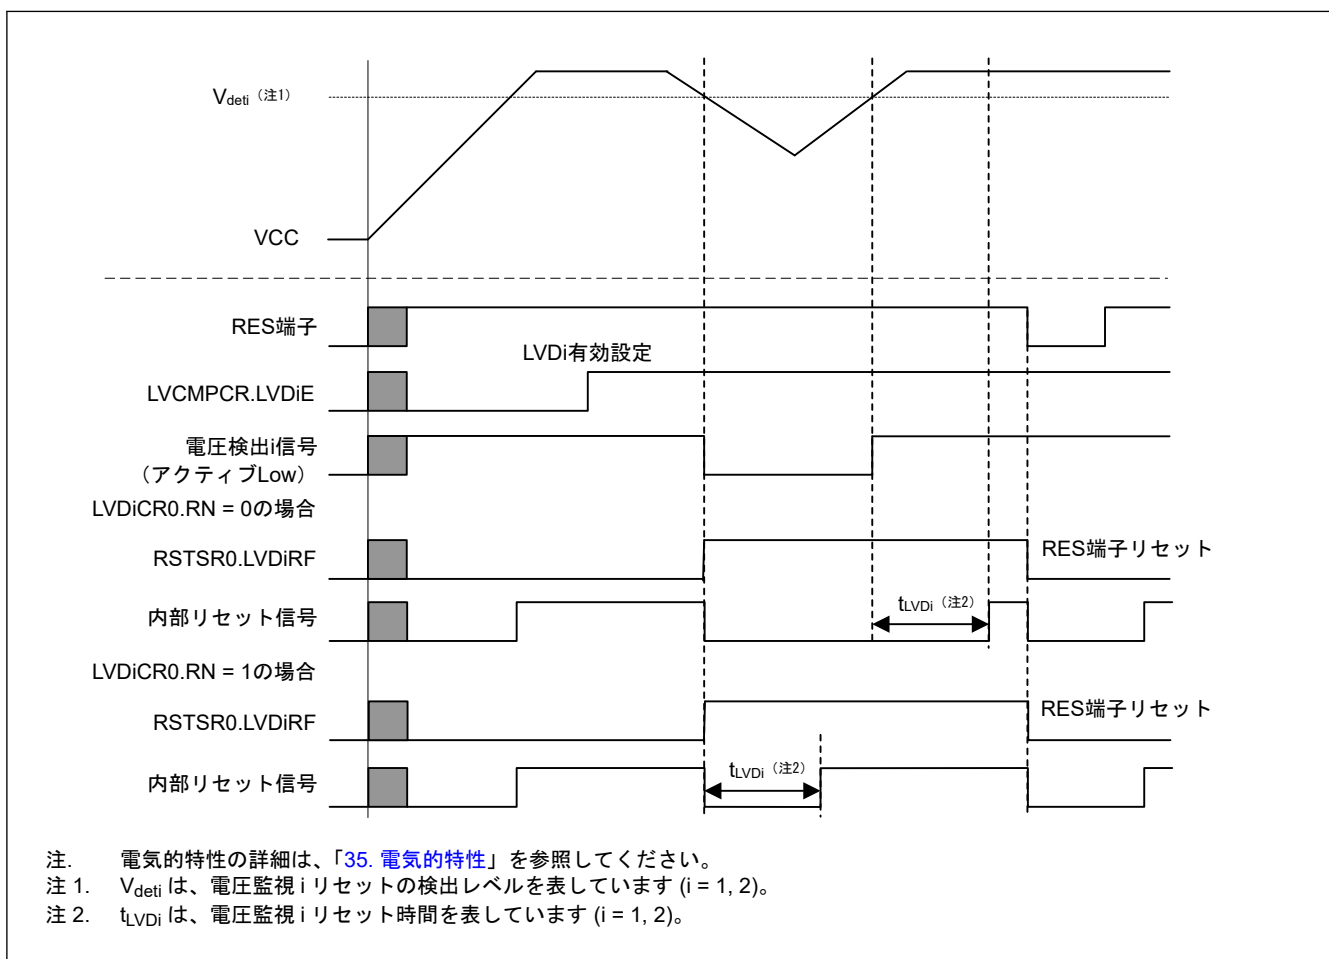 Vdeti（注1）
VCC
RES端子
LVDi有効設定
LVCMPCR.LVDiE
電圧検出i信号
（アクティブLow）
LVDiCR0.RN = 0の場合
RSTSR0.LVDiRF
RES端子リセット
内部リセット信号
tLVDi（注2）
LVDiCR0.RN = 1の場合
RSTSR0.LVDiRF
RES端子リセット
内部リセット信号
tLVDi（注2）
注. 電気的特性の詳細は、「35. 電気的特性」を参照してください。
注 1. Vdeti は、電圧監視 i リセットの検出レベルを表しています (i = 1, 2)。
注 2. tLVDi は、電圧監視 i リセット時間を表しています (i = 1, 2)。